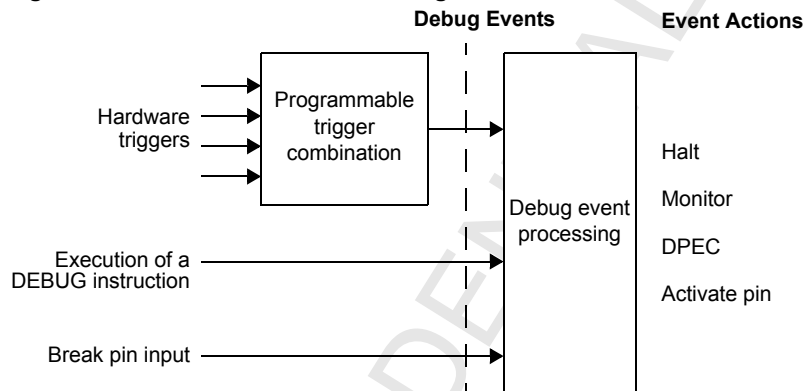 Debug Events
Event Actions
Hardware
triggers
Programmable
trigger
combination
Execution of a
DEBUG instruction
Break pin input
Debug event
processing
Halt
Monitor
DPEC
Activate pin